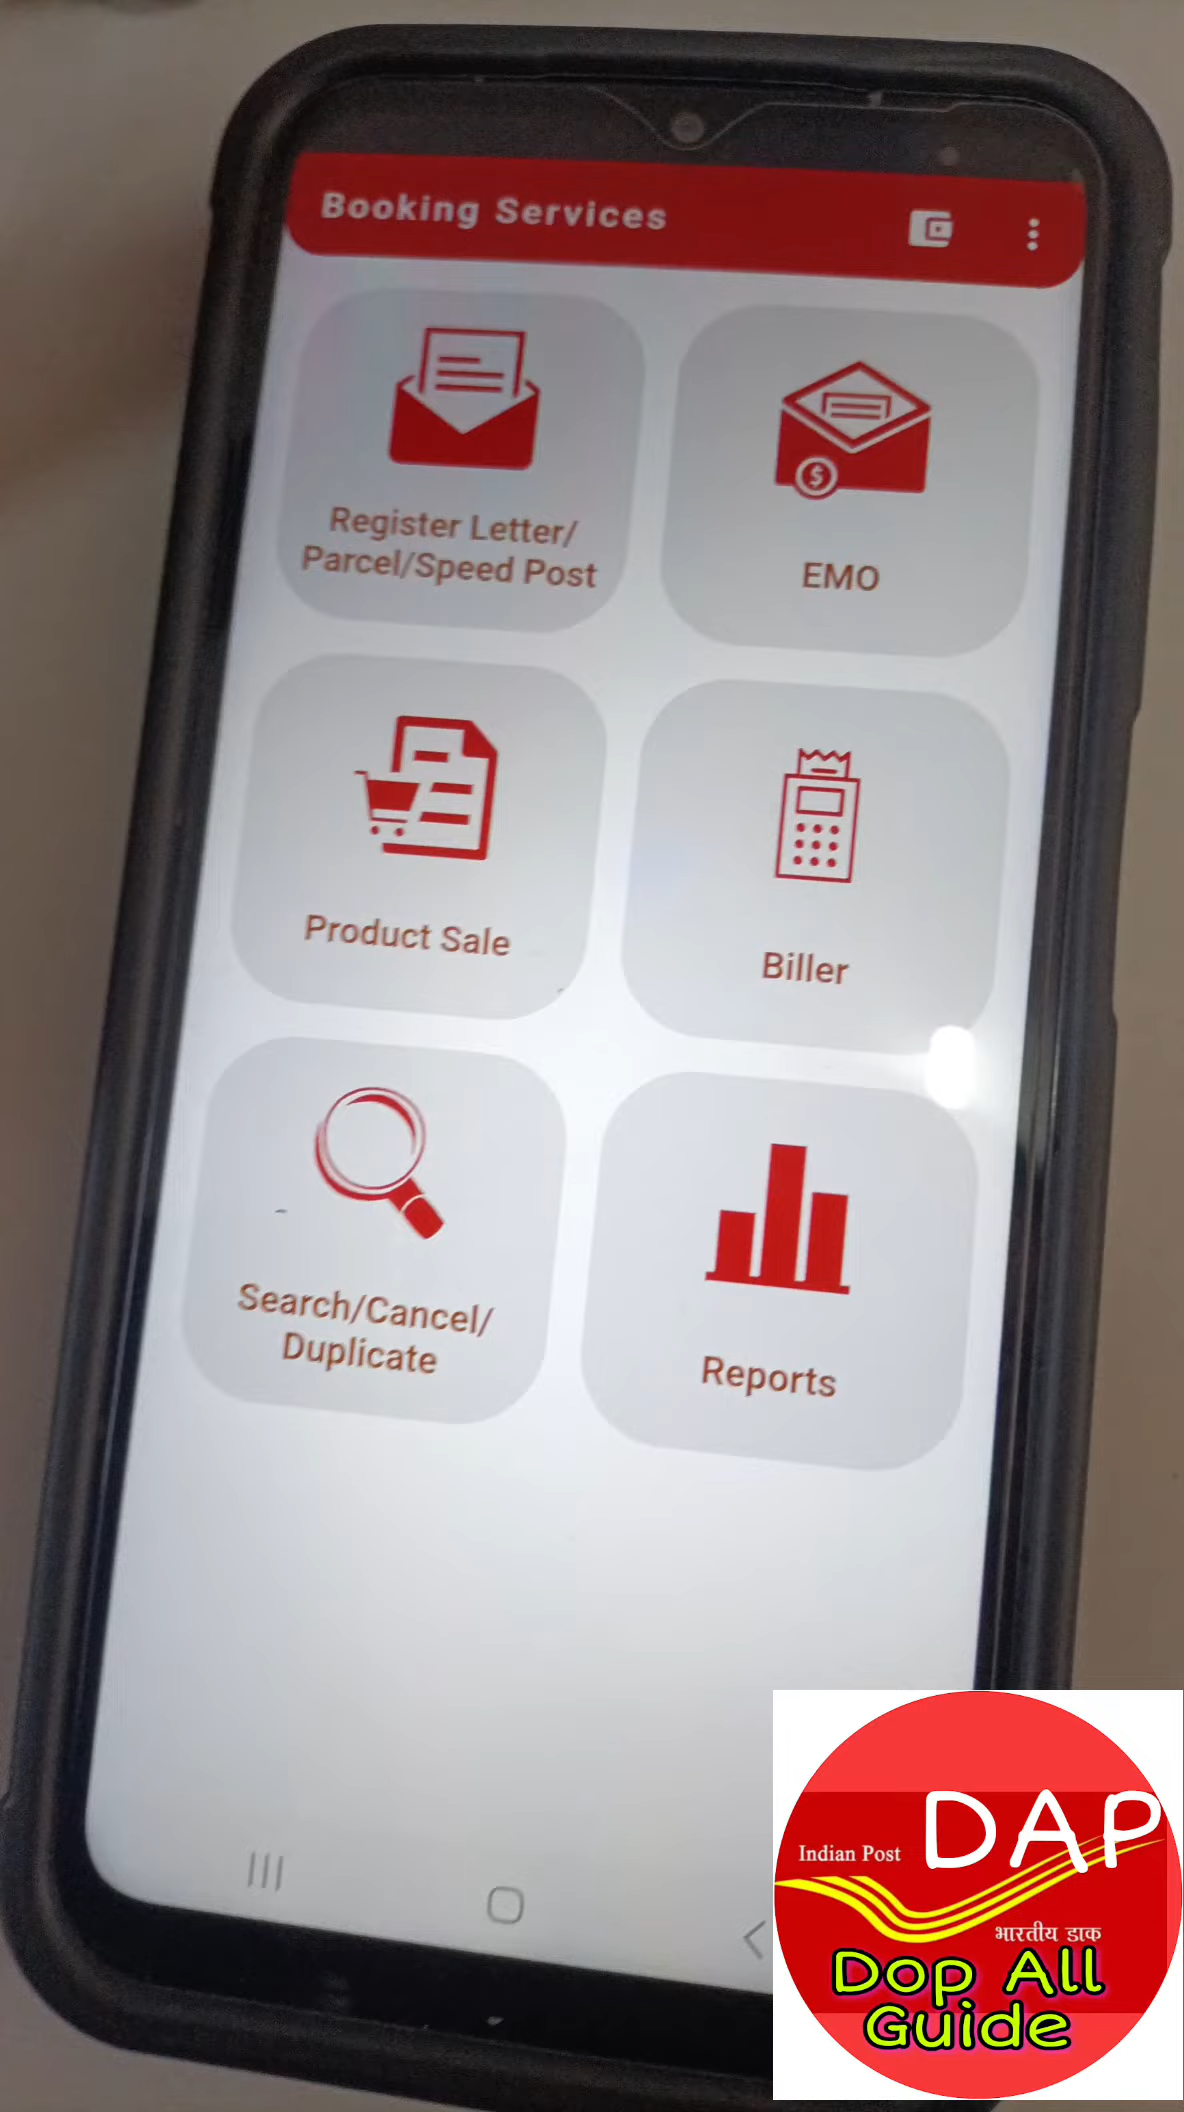 Booking Services
Register Letter/
Parcel/Speed Post
EMO
$
Product Sale
Biller
Search/Cancel/
Duplicate
Reports
Indian Post
DAP
भारतीय डाक
Dop All
Guide